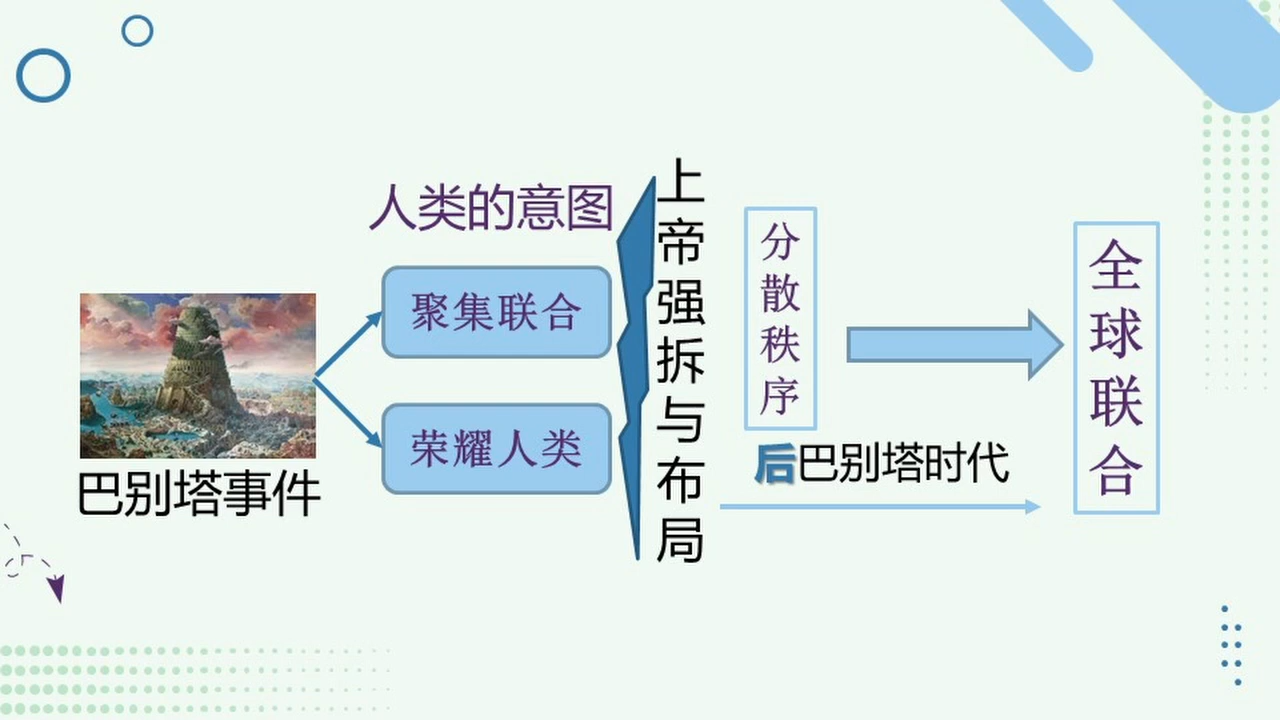 人类的意图
聚集联合
荣耀人类
巴别塔事件
上帝强拆与布局
分散秩序
后巴别塔时代
全球联合